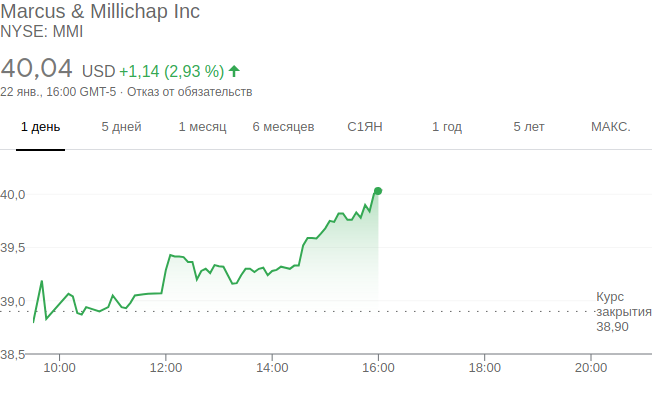 Marcus & Millichap Inc
NYSE: MMI
40,04 USD +1,14 (2,93 %)
22 янв., 16:00 GMT-5 · Отказ от обязательств
1 день 5 дней 1 месяц 6 месяцев С1ЯН 1 год 5 лет МАКС.
40,0
39,5
39,0
Курс
закрытия
38,90
38,5
10:00 12:00 14:00 16:00 18:00 20:00